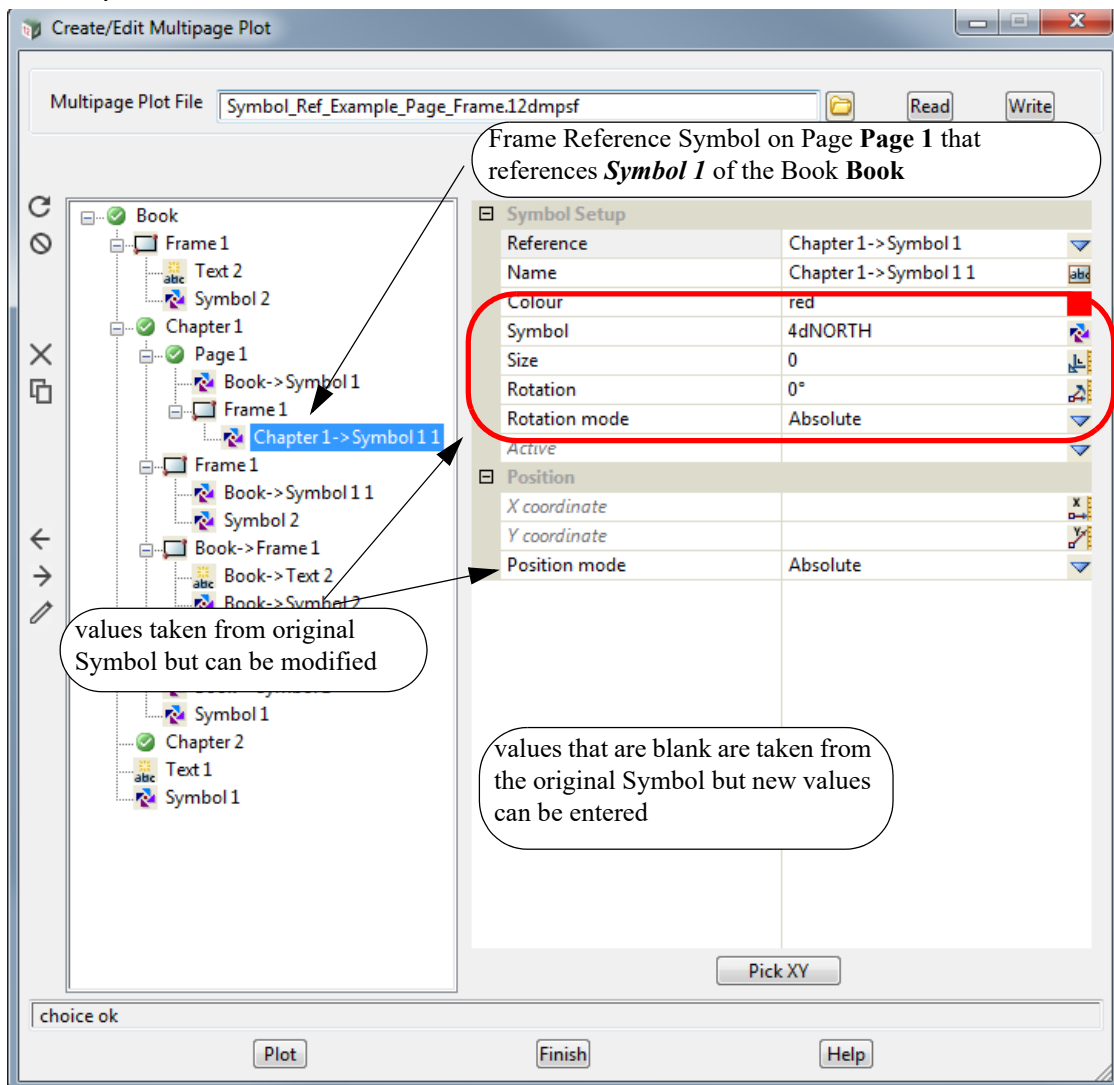 Create/Edit Multipage Plot
Multipage Plot File Symbol_Ref_Example_Page_Frame.12dmpsf Read Write
Frame Reference Symbol on Page Page 1 that
references Symbol 1 of the Book Book
Book
Frame 1
abc Text 2
Symbol 2
Chapter 1
Page 1
Book->Symbol 1
Frame 1
Chapter 1->Symbol 1 1
Frame 1
Book->Symbol 1 1
Symbol 2
Book->Frame 1
abc Book->Text 2
Book->Symbol 2
values taken from original
Symbol but can be modified
Symbol 1
Chapter 2
abc Text 1
Symbol 1
Symbol Setup
Reference Chapter 1->Symbol 1
Name Chapter 1->Symbol 1 1 abc
Colour red
Symbol 4dNORTH
Size 0
Rotation 0°
Rotation mode Absolute
Active
Position
X coordinate X
Y coordinate Y
Position mode Absolute
values that are blank are taken from
the original Symbol but new values
can be entered
Pick XY
choice ok
Plot Finish Help